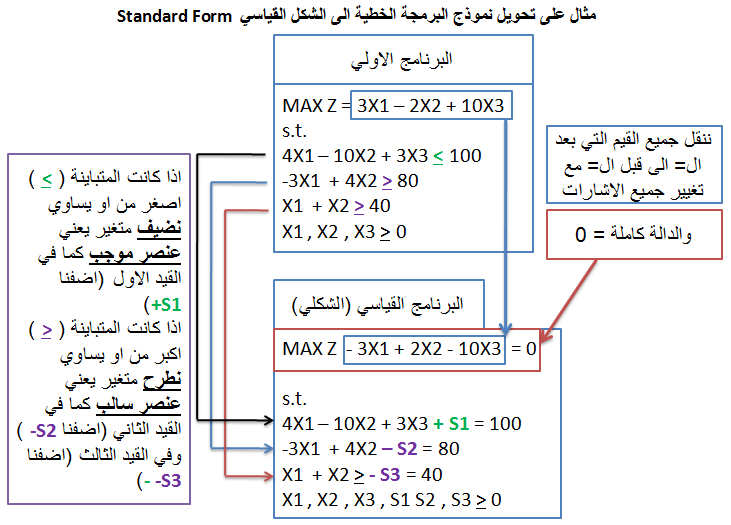 مثال على تحويل نموذج البرمجة الخطية الى الشكل القياسي Standard Form
البرنامج الاولي
MAX Z = 3X1 – 2X2 + 10X3
s.t.
4X1 – 10X2 + 3X3 ≤ 100
-3X1 + 4X2 ≥ 80
X1 + X2 ≥ 40
X1 , X2 , X3 ≥ 0
ننقل جميع القيم التي بعد
ال= الى قبل ال= مع
تغيير جميع الاشارات
والدالة كاملة = 0
اذا كانت المتباينة ( ≤ )
اصغر من او يساوي
نضيف متغير يعني
عنصر موجب كما في
القيد الاول (اضفنا
+S1)
اذا كانت المتباينة ( ≥ )
اكبر من او يساوي
نطرح متغير يعني
عنصر سالب كما في
القيد الثاني (اضفنا -S2 )
وفي القيد الثالث (اضفنا
- -S3)
البرنامج القياسي (الشكلي)
MAX Z - 3X1 + 2X2 - 10X3 = 0
s.t.
4X1 – 10X2 + 3X3 + S1 = 100
-3X1 + 4X2 – S2 = 80
X1 + X2 ≥ - S3 = 40
X1 , X2 , X3 , S1 S2 , S3 ≥ 0